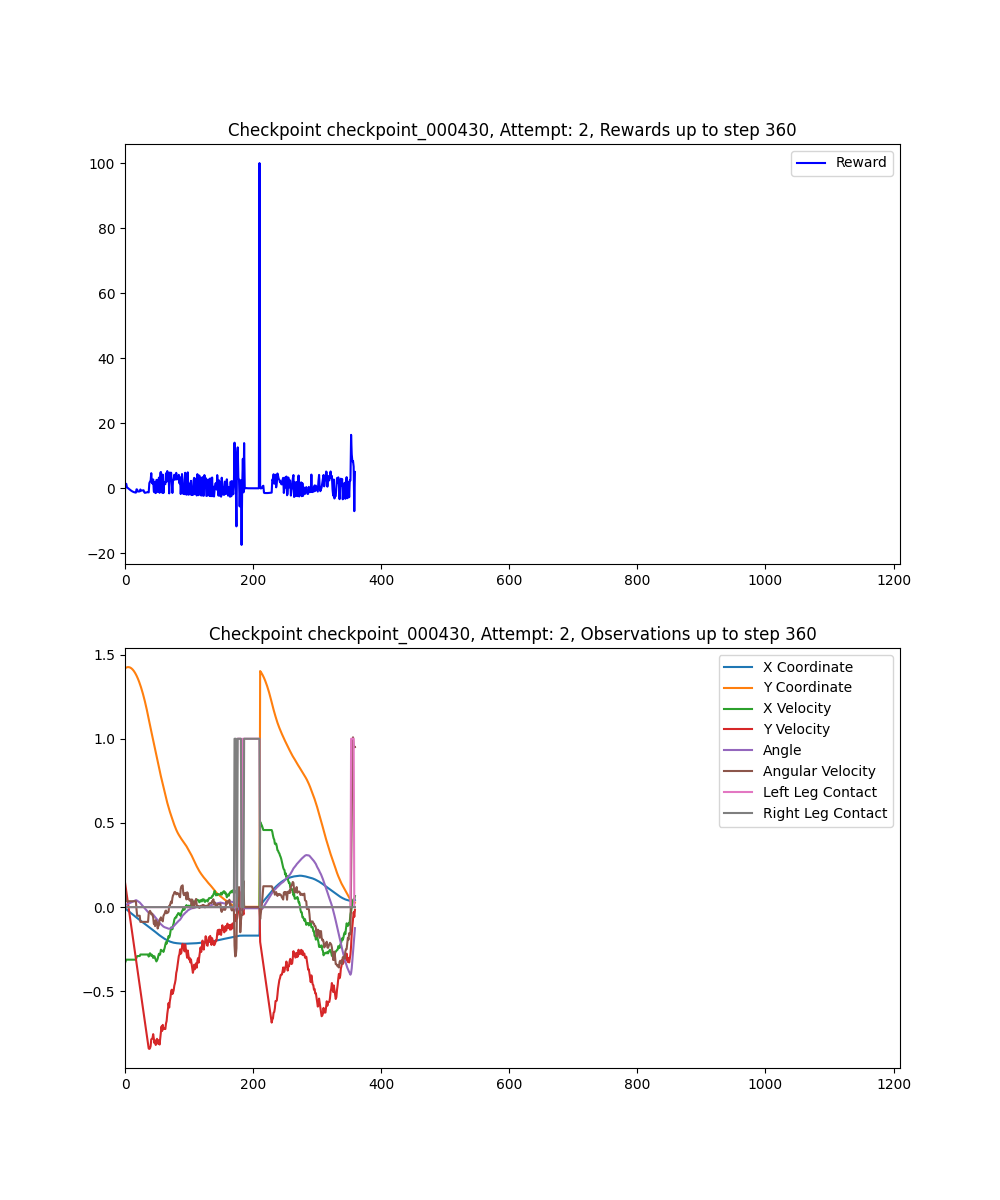 Checkpoint checkpoint_000430, Attempt: 2, Rewards up to step 360
100
80
60
40
20
0
−20
Reward
0 200 400 600 800 1000 1200
Checkpoint checkpoint_000430, Attempt: 2, Observations up to step 360
1.5
1.0
0.5
0.0
−0.5
X Coordinate
Y Coordinate
X Velocity
Y Velocity
Angle
Angular Velocity
Left Leg Contact
Right Leg Contact
0 200 400 600 800 1000 1200